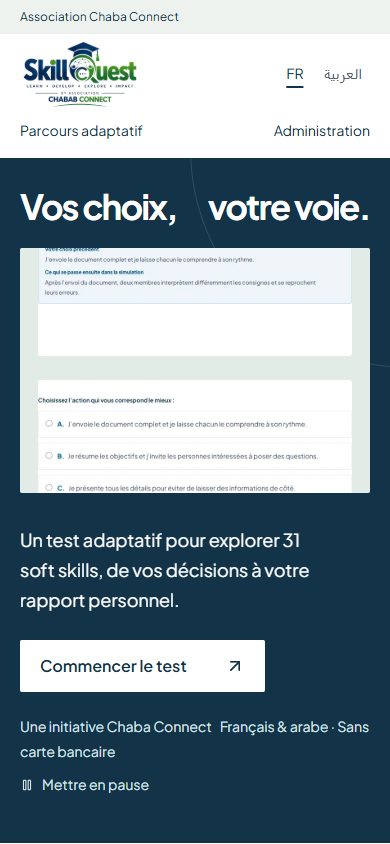 Association Chaba Connect
SkillQuest
LEARN • DEVELOP • EXPLORE • IMPACT
BY ASSOCIATION
CHABAB CONNECT
FR
العربية
Parcours adaptatif
Administration
Vos choix, votre voie.
Votre choix précédent
J'envoie le document complet et je laisse chacun le comprendre à son rythme.
Ce qui se passe ensuite dans la simulation
Après l'envoi du document, deux membres interprètent différemment les consignes et se reprochent
leurs erreurs.
Choisissez l'action qui vous correspond le mieux :
A. J'envoie le document complet et je laisse chacun le comprendre à son rythme.
B. Je résume les objectifs et j'invite les personnes intéressées à poser des questions.
C. Je présente tous les détails pour éviter de laisser des informations de côté.
Un test adaptatif pour explorer 31
soft skills, de vos décisions à votre
rapport personnel.
Commencer le test
Une initiative Chaba Connect Français & arabe · Sans
carte bancaire
Mettre en pause